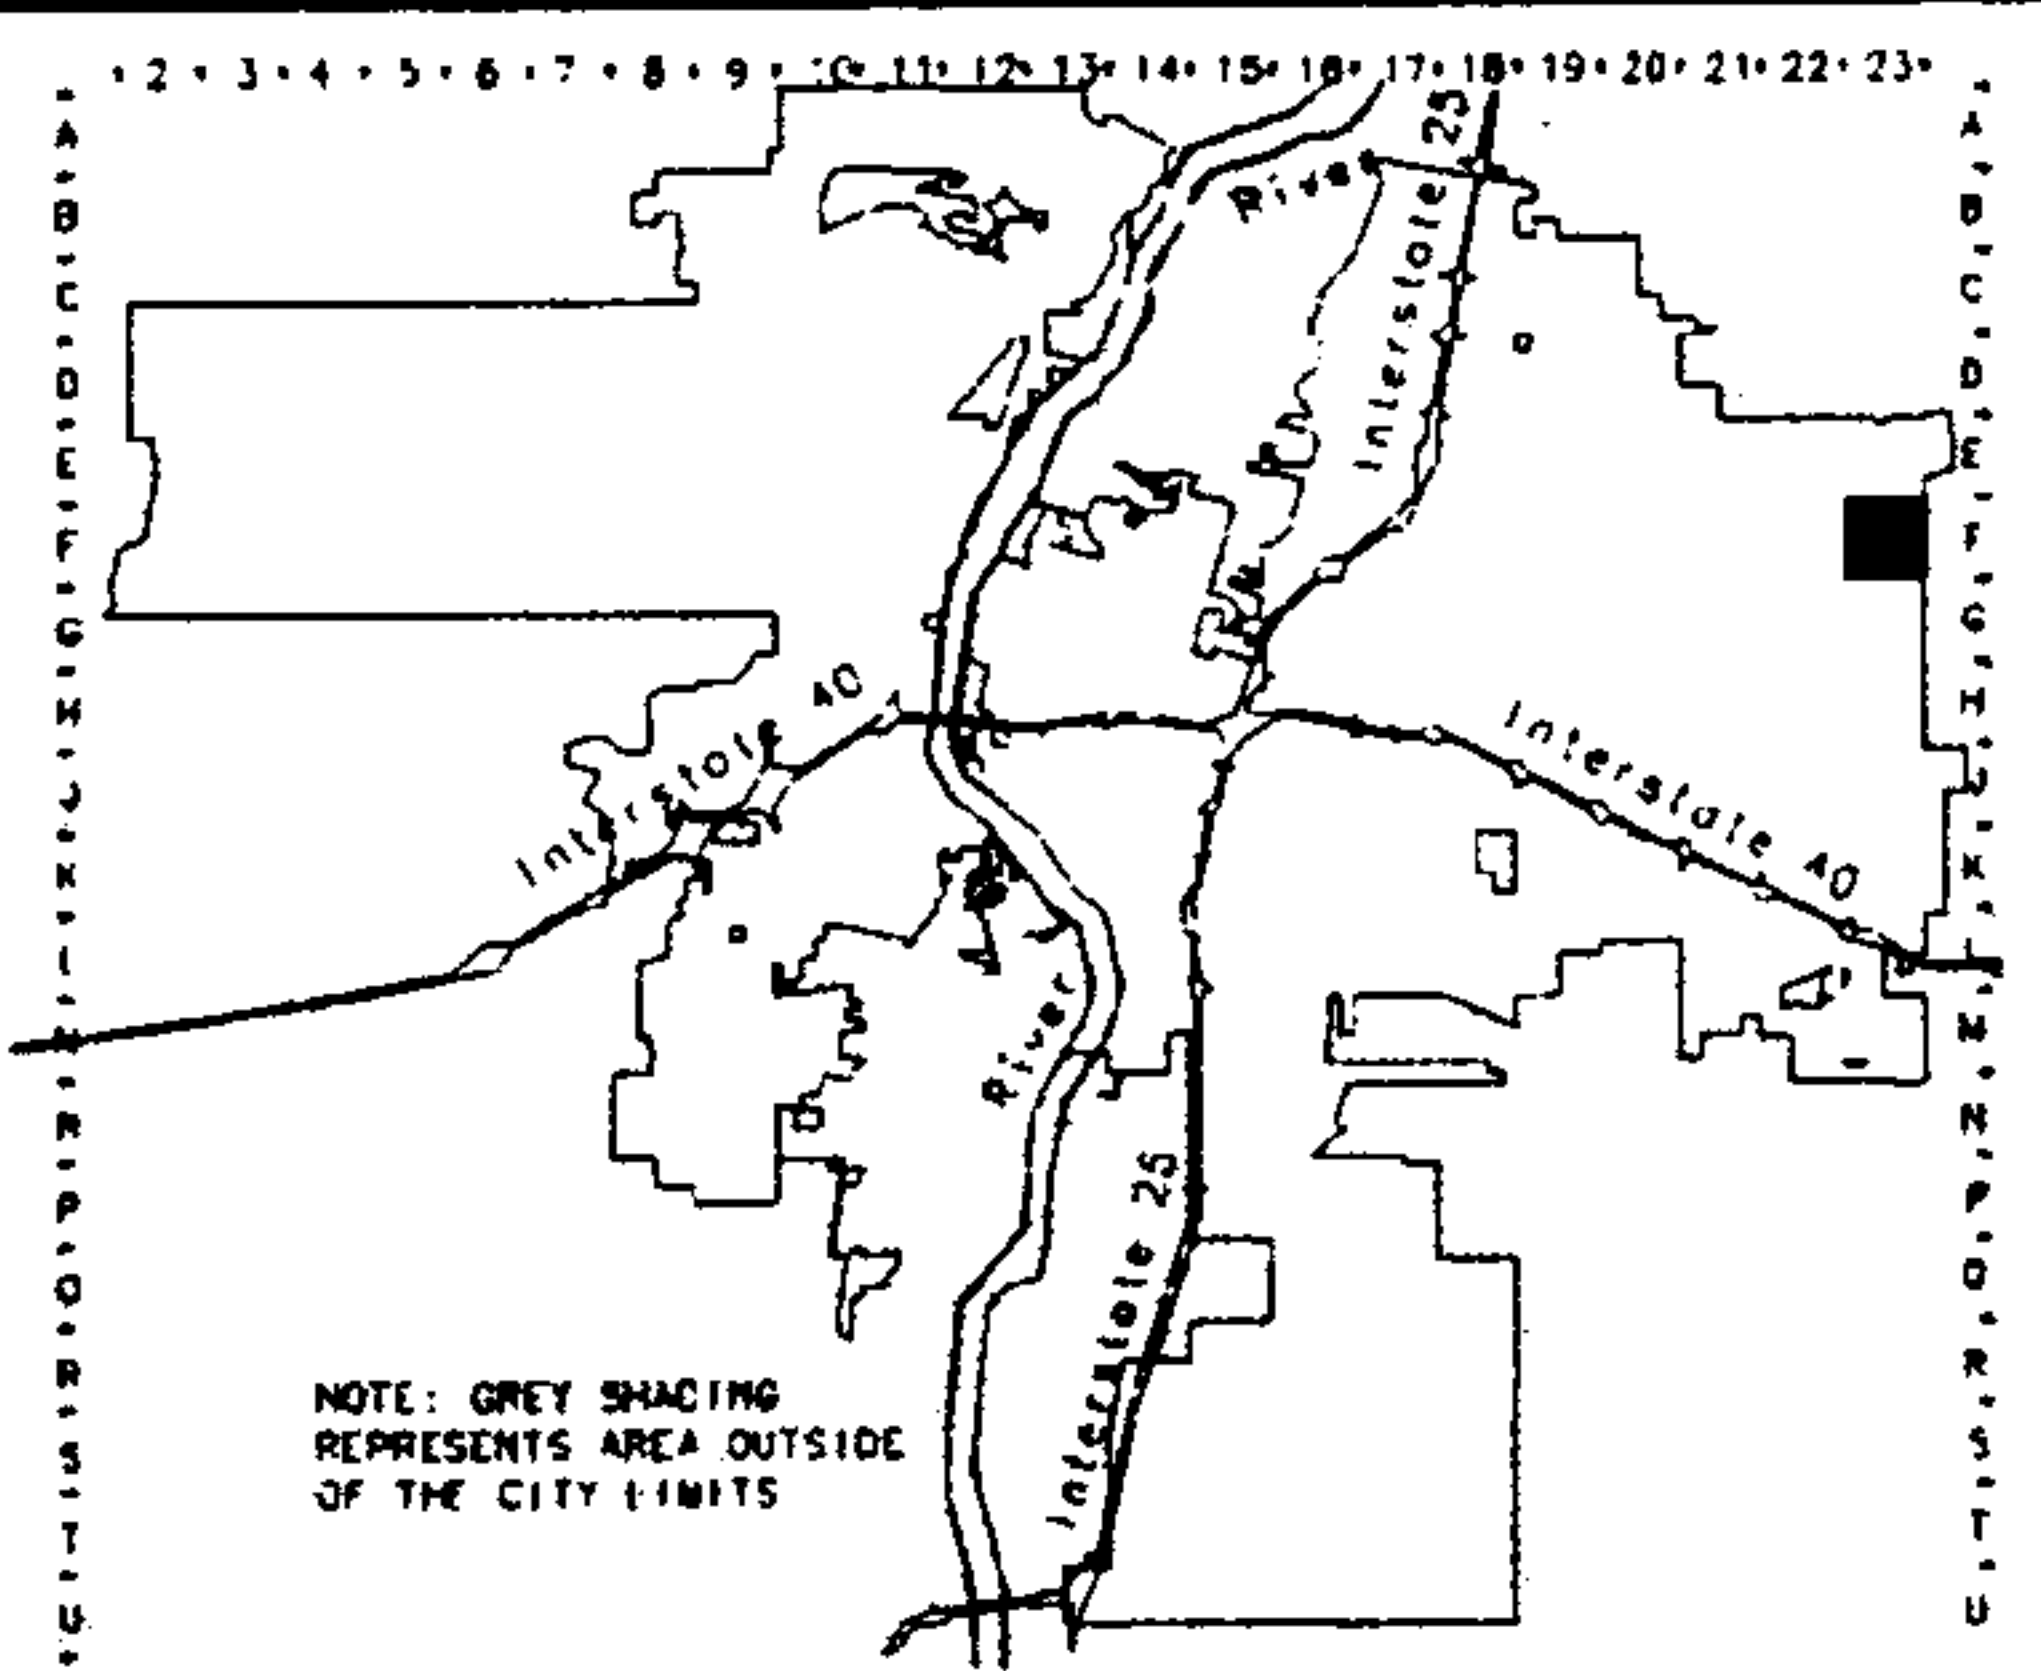 2 3 4 5 6 7 8 9 10 11 12 13 14 15 16 17 18 19 20 21 22 23
A
B
C
D
E
F
G
H
J
K
L
M
N
P
Q
R
S
T
U
River
Interstate 25
Interstate 40
Interstate 40
River
Interstate 25
NOTE: GREY SHADING
REPRESENTS AREA OUTSIDE
OF THE CITY LIMITS
A
B
C
D
E
F
G
H
J
K
L
M
N
P
Q
R
S
T
U